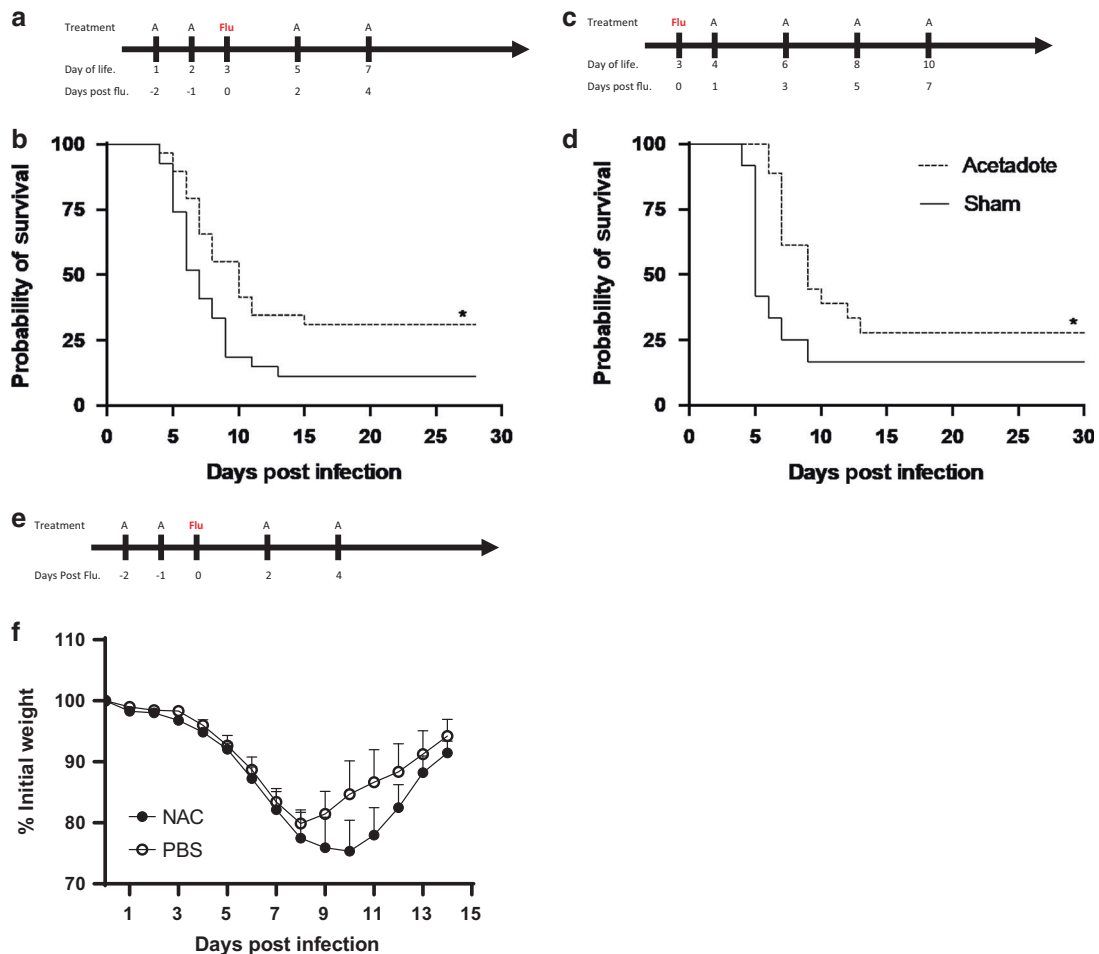 a
Treatment A A Flu A A
Day of life. 1 2 3 5 7
Days post flu. -2 -1 0 2 4
c
Treatment Flu A A A A
Day of life. 3 4 6 8 10
Days post flu. 0 1 3 5 7
b
Probability of survival
100
75
50
25
0
*
0 5 10 15 20 25 30
Days post infection
d
Probability of survival
100
75
50
25
0
Acetadote
Sham
*
0 5 10 15 20 25 30
Days post infection
e
Treatment A A Flu A A
Days Post Flu. -2 -1 0 2 4
f
% Initial weight
110
100
90
80
70
NAC
PBS
1 3 5 7 9 11 13 15
Days post infection